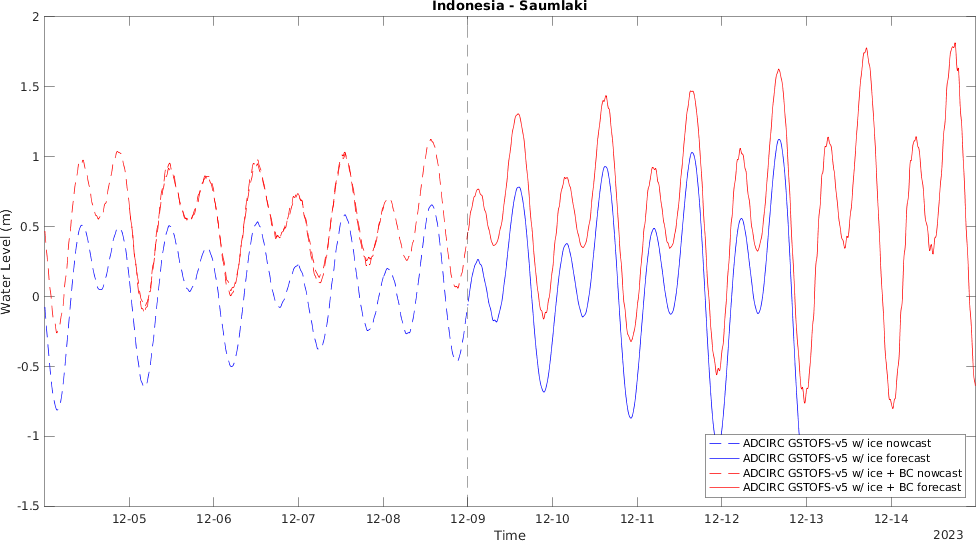 Indonesia - Saumlaki
2
1.5
1
0.5
0
-0.5
-1
-1.5
Water Level (m)
ADCIRC GSTOFS-v5 w/ ice nowcast
ADCIRC GSTOFS-v5 w/ ice forecast
ADCIRC GSTOFS-v5 w/ ice + BC nowcast
ADCIRC GSTOFS-v5 w/ ice + BC forecast
12-05 12-06 12-07 12-08 12-09 12-10 12-11 12-12 12-13 12-14
Time
2023